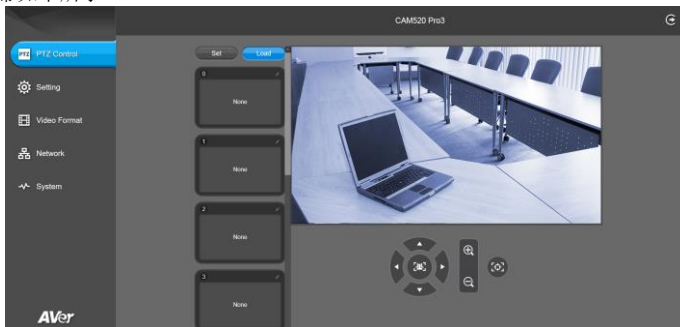 CAM520 Pro3
PTZ
PTZ Control
Setting
Video Format
Network
System
Set
Load
0
None
1
None
2
None
3
None
AVer